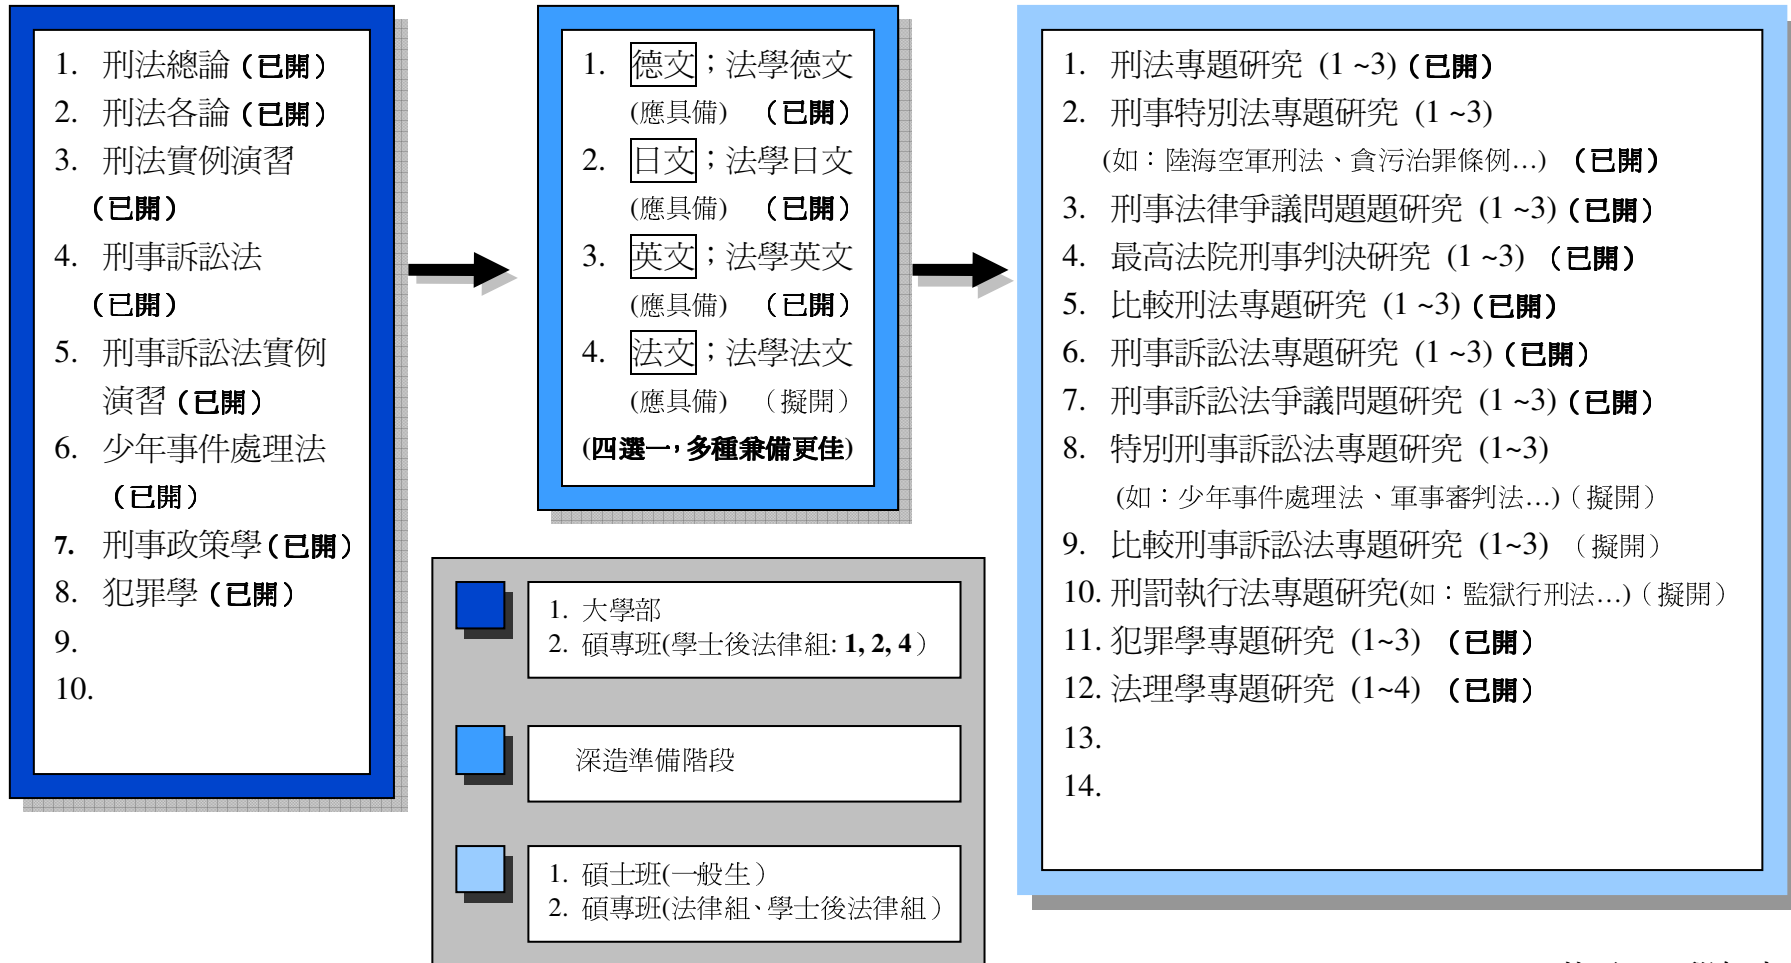 1. 刑法總論（已開）
2. 刑法各論（已開）
3. 刑法實例演習
（已開）
4. 刑事訴訟法
（已開）
5. 刑事訴訟法實例
演習（已開）
6. 少年事件處理法
（已開）
7. 刑事政策學（已開）
8. 犯罪學（已開）
9.
10.
1. 德文；法學德文
(應具備) （已開）
2. 日文；法學日文
(應具備) （已開）
3. 英文；法學英文
(應具備) （已開）
4. 法文；法學法文
(應具備) （擬開）
(四選一，多種兼備更佳)
1. 刑法專題研究 (1 ~3)（已開）
2. 刑事特別法專題研究 (1 ~3)
(如：陸海空軍刑法、貪污治罪條例…) （已開）
3. 刑事法律爭議問題題研究 (1 ~3)（已開）
4. 最高法院刑事判決研究 (1 ~3) （已開）
5. 比較刑法專題研究 (1 ~3)（已開）
6. 刑事訴訟法專題研究 (1 ~3)（已開）
7. 刑事訴訟法爭議問題研究 (1 ~3)（已開）
8. 特別刑事訴訟法專題研究 (1~3)
(如：少年事件處理法、軍事審判法…)（擬開）
9. 比較刑事訴訟法專題研究 (1~3) （擬開）
10. 刑罰執行法專題研究(如：監獄行刑法…)（擬開）
11. 犯罪學專題研究 (1~3) （已開）
12. 法理學專題研究 (1~4) （已開）
13.
14.
1. 大學部
2. 碩專班(學士後法律組: 1, 2, 4）
深造準備階段
1. 碩士班(一般生）
2. 碩專班(法律組、學士後法律組）